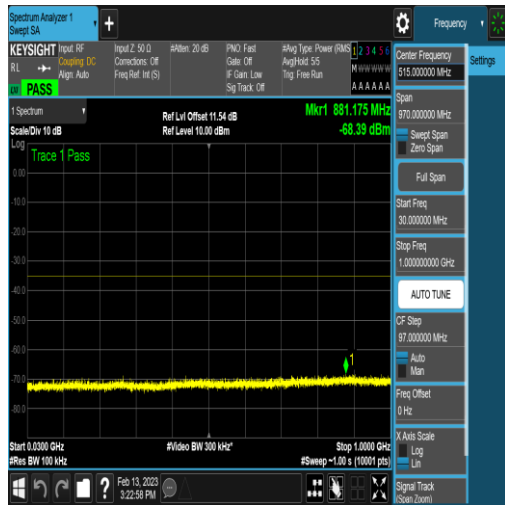 Spectrum Analyzer 1
Swept SA
Frequency
KEYSIGHT
Input: RF
Input Z: 50 Ω
#Atten: 20 dB
PNO: Fast
#Avg Type: Power (RMS
1 2 3 4 5 6
RL
Coupling: DC
Corrections: Off
Gate: Off
Avg|Hold: 5/5
M W W W W W
Align: Auto
Freq Ref: Int (S)
IF Gain: Low
Trig: Free Run
Sig Track: Off
A A A A A A
PASS
1 Spectrum
Ref Lvl Offset 11.54 dB
Mkr1 881.175 MHz
Scale/Div 10 dB
Ref Level 10.00 dBm
-68.39 dBm
Log
Trace 1 Pass
0.00
-10.0
-20.0
-30.0
-40.0
-50.0
-60.0
-70.0
-80.0
1
Start 0.0300 GHz
#Video BW 300 kHz*
Stop 1.0000 GHz
#Res BW 100 kHz
#Sweep ~1.00 s (10001 pts)
Feb 13, 2023
3:22:58 PM
Center Frequency
515.000000 MHz
Settings
Span
970.000000 MHz
Swept Span
Zero Span
Full Span
Start Freq
30.000000 MHz
Stop Freq
1.000000000 GHz
AUTO TUNE
CF Step
97.000000 MHz
Auto
Man
Freq Offset
0 Hz
X Axis Scale
Log
Lin
Signal Track
(Span Zoom)